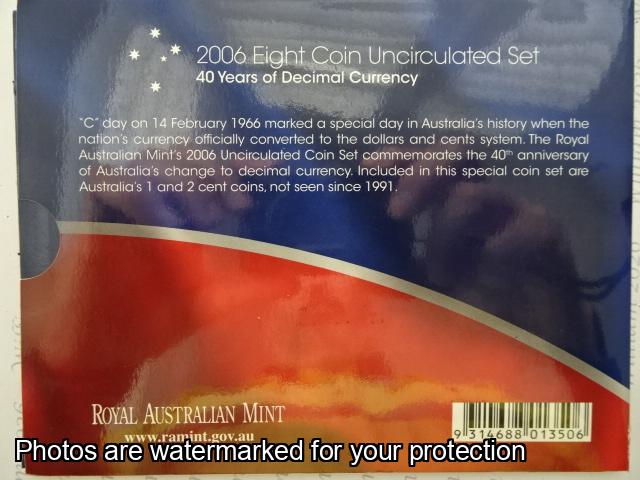 2006 Eight Coin Uncirculated Set
40 Years of Decimal Currency
"C" day on 14 February 1966 marked a special day in Australia's history when the
nation's currency officially converted to the dollars and cents system. The Royal
Australian Mint's 2006 Uncirculated Coin Set commemorates the 40th anniversary
of Australia's change to decimal currency. Included in this special coin set are
Australia's 1 and 2 cent coins, not seen since 1991.
ROYAL AUSTRALIAN MINT
www.ramint.gov.au
9 314688 013506
Photos are watermarked for your protection